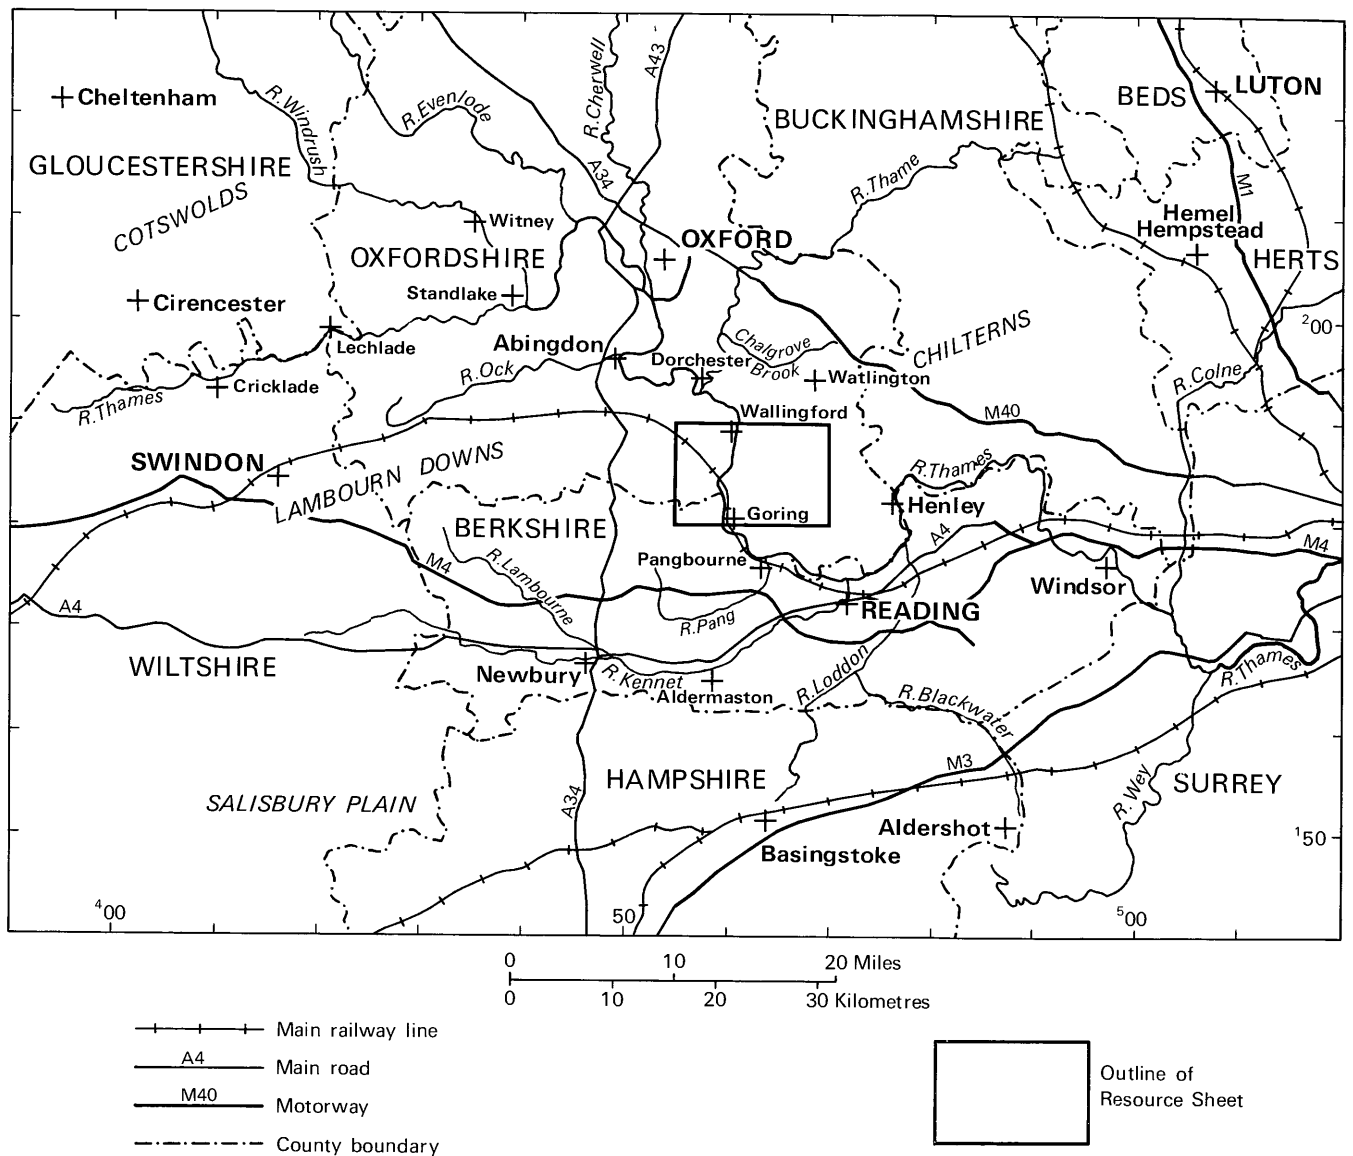 R.Windrush
R.Evenlode
R.Cherwell
A43
Cheltenham
BEDS
LUTON
BUCKINGHAMSHIRE
GLOUCESTERSHIRE
A34
R.Thame
M1
COTSWOLDS
Witney
Hemel
Hempstead
OXFORD
OXFORDSHIRE
HERTS
Standlake
Cirencester
200
Lechlade
Abingdon
Chalgrove
Brook
CHILTERNS
Dorchester
R.Ock
Watlington
R.Colne
Cricklade
R.Thames
Wallingford
M40
SWINDON
LAMBOURN DOWNS
R.Thames
Henley
Goring
BERKSHIRE
A4
M4
Pangbourne
R.Lambourne
M4
Windsor
A4
READING
R.Pang
WILTSHIRE
Newbury
R.Kennet
R.Loddon
R.Thames
Aldermaston
R.Blackwater
M3
HAMPSHIRE
SURREY
SALISBURY PLAIN
A34
R.Wey
Aldershot
150
Basingstoke
400
50
500
0 10 20 Miles
0 10 20 30 Kilometres
Main railway line
A4
Main road
M40
Motorway
County boundary
Outline of
Resource Sheet